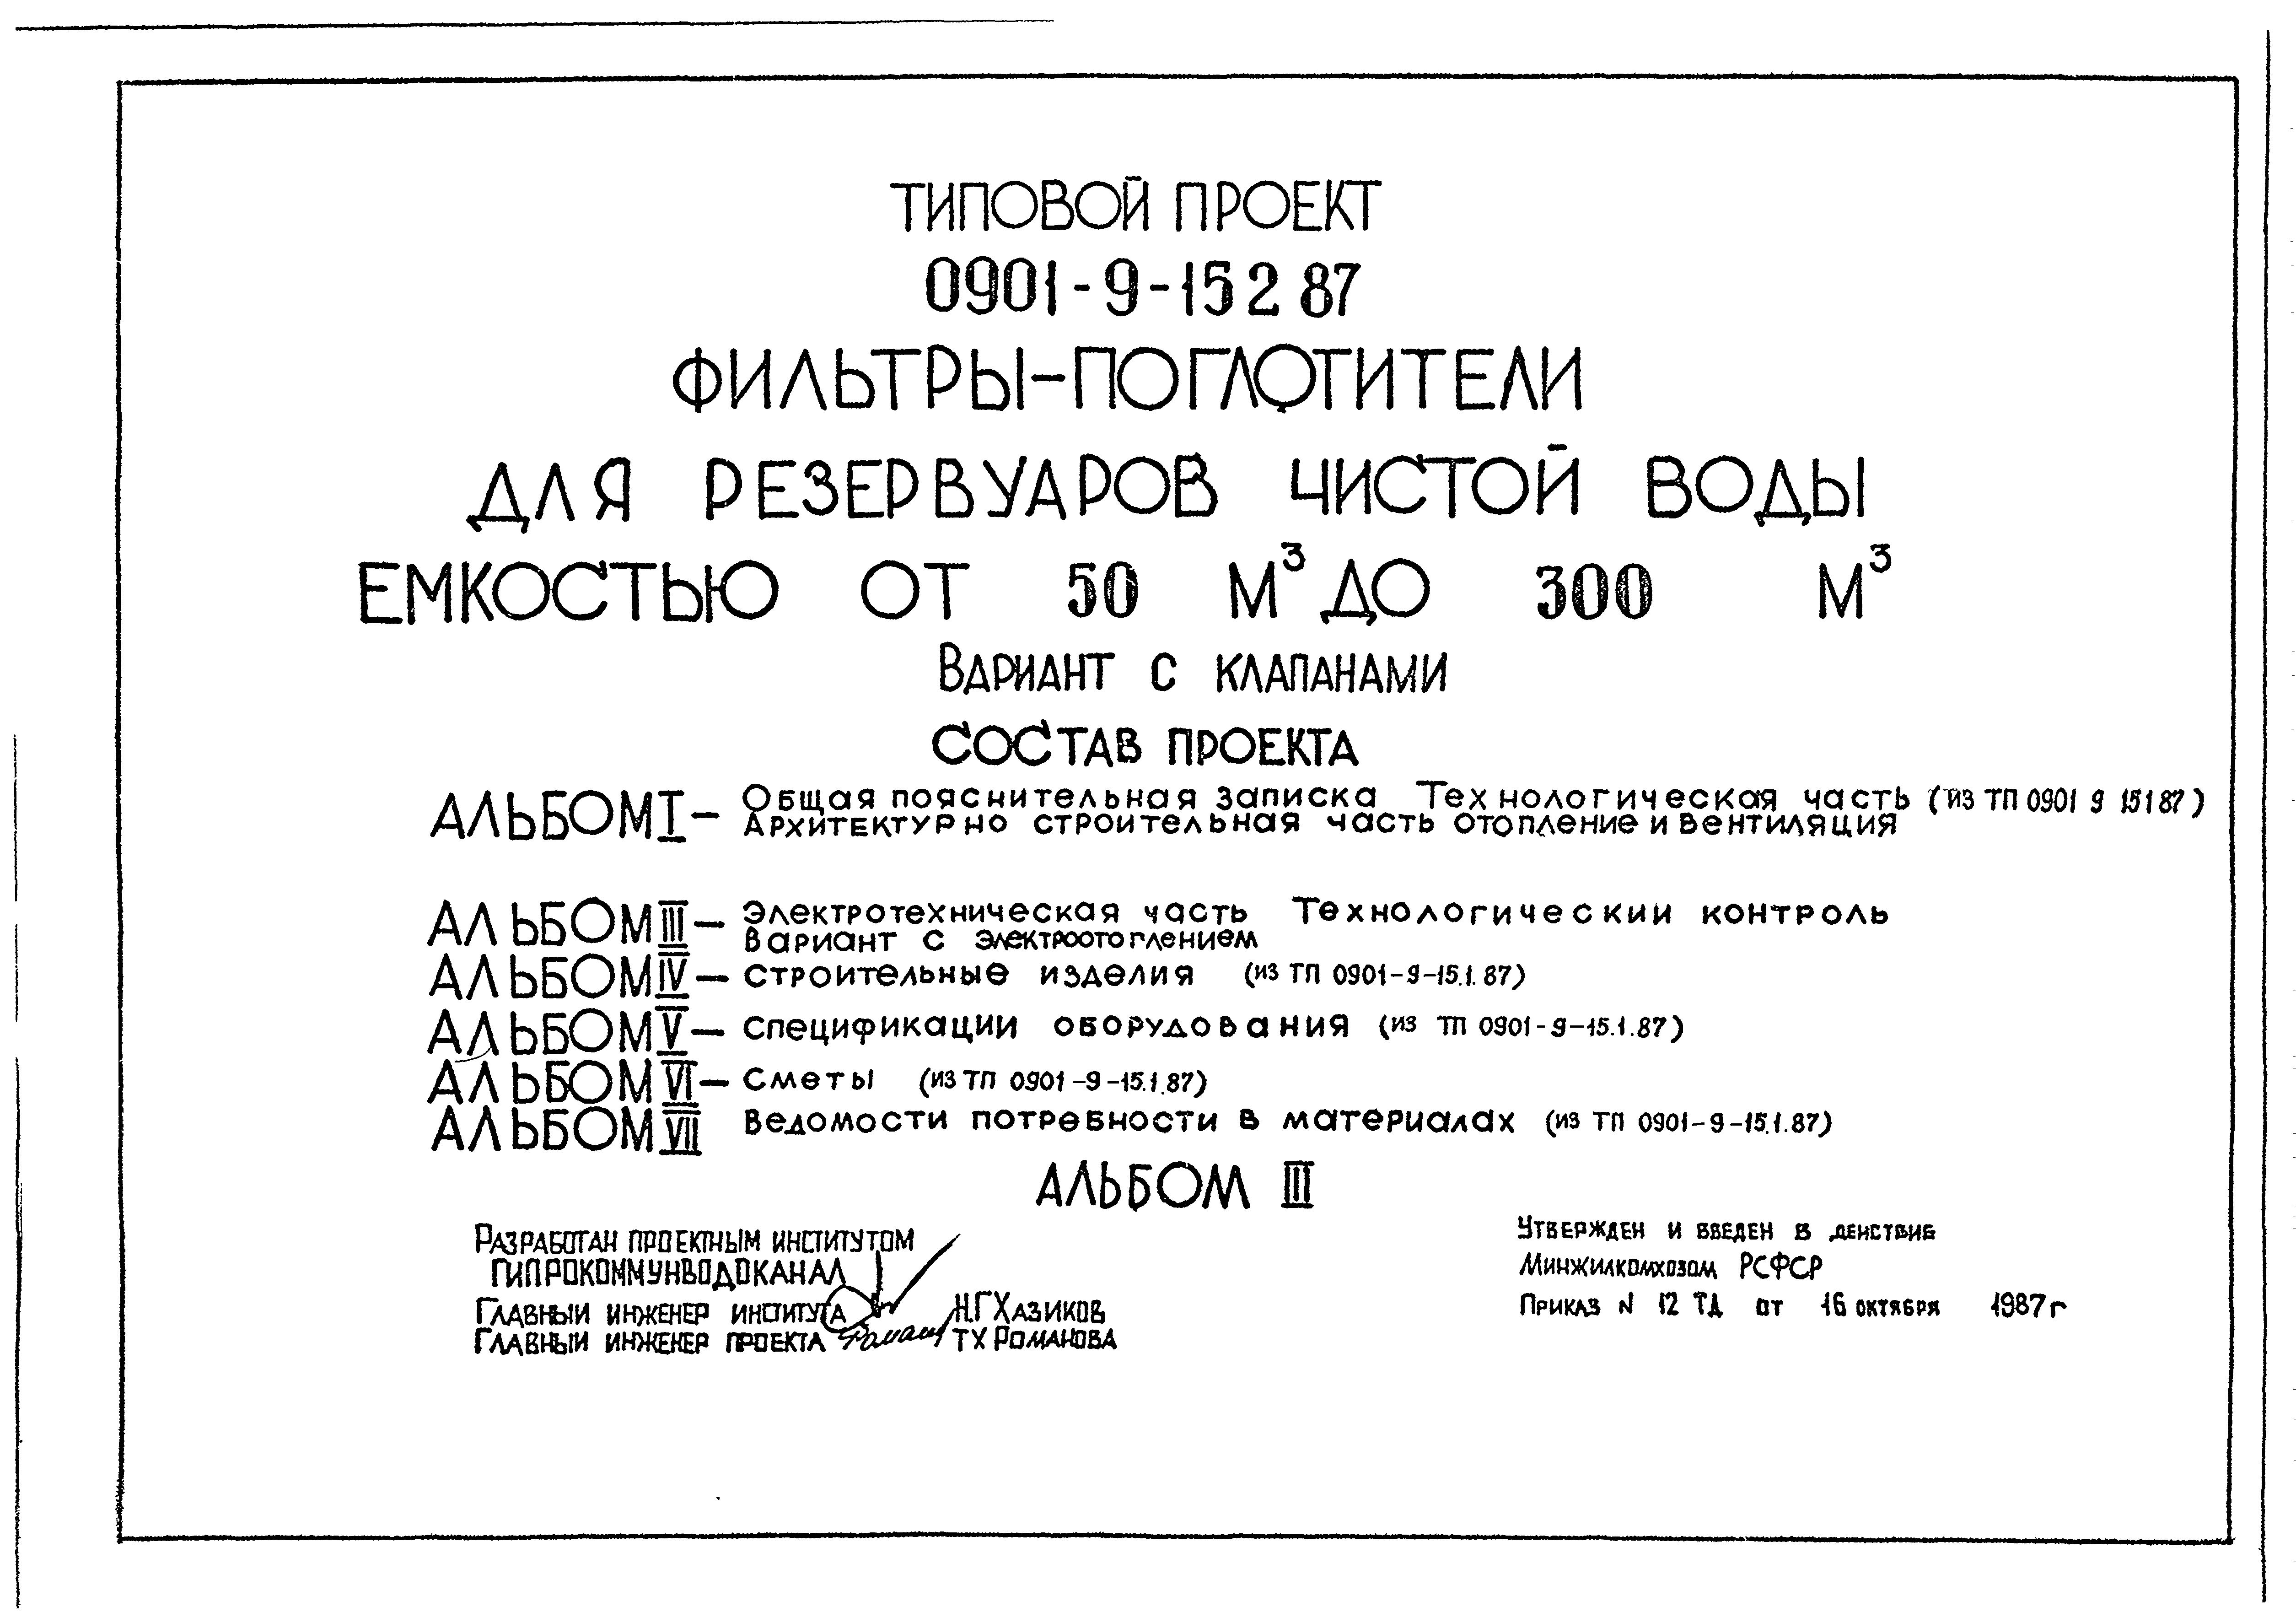 ТИПОВОЙ ПРОЕКТ
0901-9-15 2 87
ФИЛЬТРЫ-ПОГЛОТИТЕЛИ
ДЛЯ РЕЗЕРВУАРОВ ЧИСТОЙ ВОДЫ
ЕМКОСТЬЮ ОТ 50 М³ ДО 300 М³
ВАРИАНТ С КЛАПАНАМИ
СОСТАВ ПРОЕКТА
АЛЬБОМ I – Общая пояснительная записка Технологическая часть (ИЗ ТП 0901 9 15 1 87)
Архитектурно строительная часть отопление и вентиляция
АЛЬБОМ III – Электротехническая часть Технологический контроль
Вариант с электроотоплением
АЛЬБОМ IV – Строительные изделия (ИЗ ТП 0901-9-15.1.87)
АЛЬБОМ V – Спецификации оборудования (ИЗ ТП 0901-9-15.1.87)
АЛЬБОМ VI – Сметы (ИЗ ТП 0901-9-15.1.87)
АЛЬБОМ VII Ведомости потребности в материалах (ИЗ ТП 0901-9-15.1.87)
АЛЬБОМ III
РАЗРАБОТАН ПРОЕКТНЫМ ИНСТИТУТОМ
ГИПРОКОММУНВОДОКАНАЛ
ГЛАВНЫЙ ИНЖЕНЕР ИНСТИТУТА Н.Г ХАЗИКОВ
ГЛАВНЫЙ ИНЖЕНЕР ПРОЕКТА Роман Т Х РОМАНОВА
УТВЕРЖДЕН И ВВЕДЕН В ДЕЙСТВИЕ
МИНЖИЛКОМХОЗОМ РСФСР
ПРИКАЗ N 12 ТД ОТ 16 ОКТЯБРЯ 1987 г